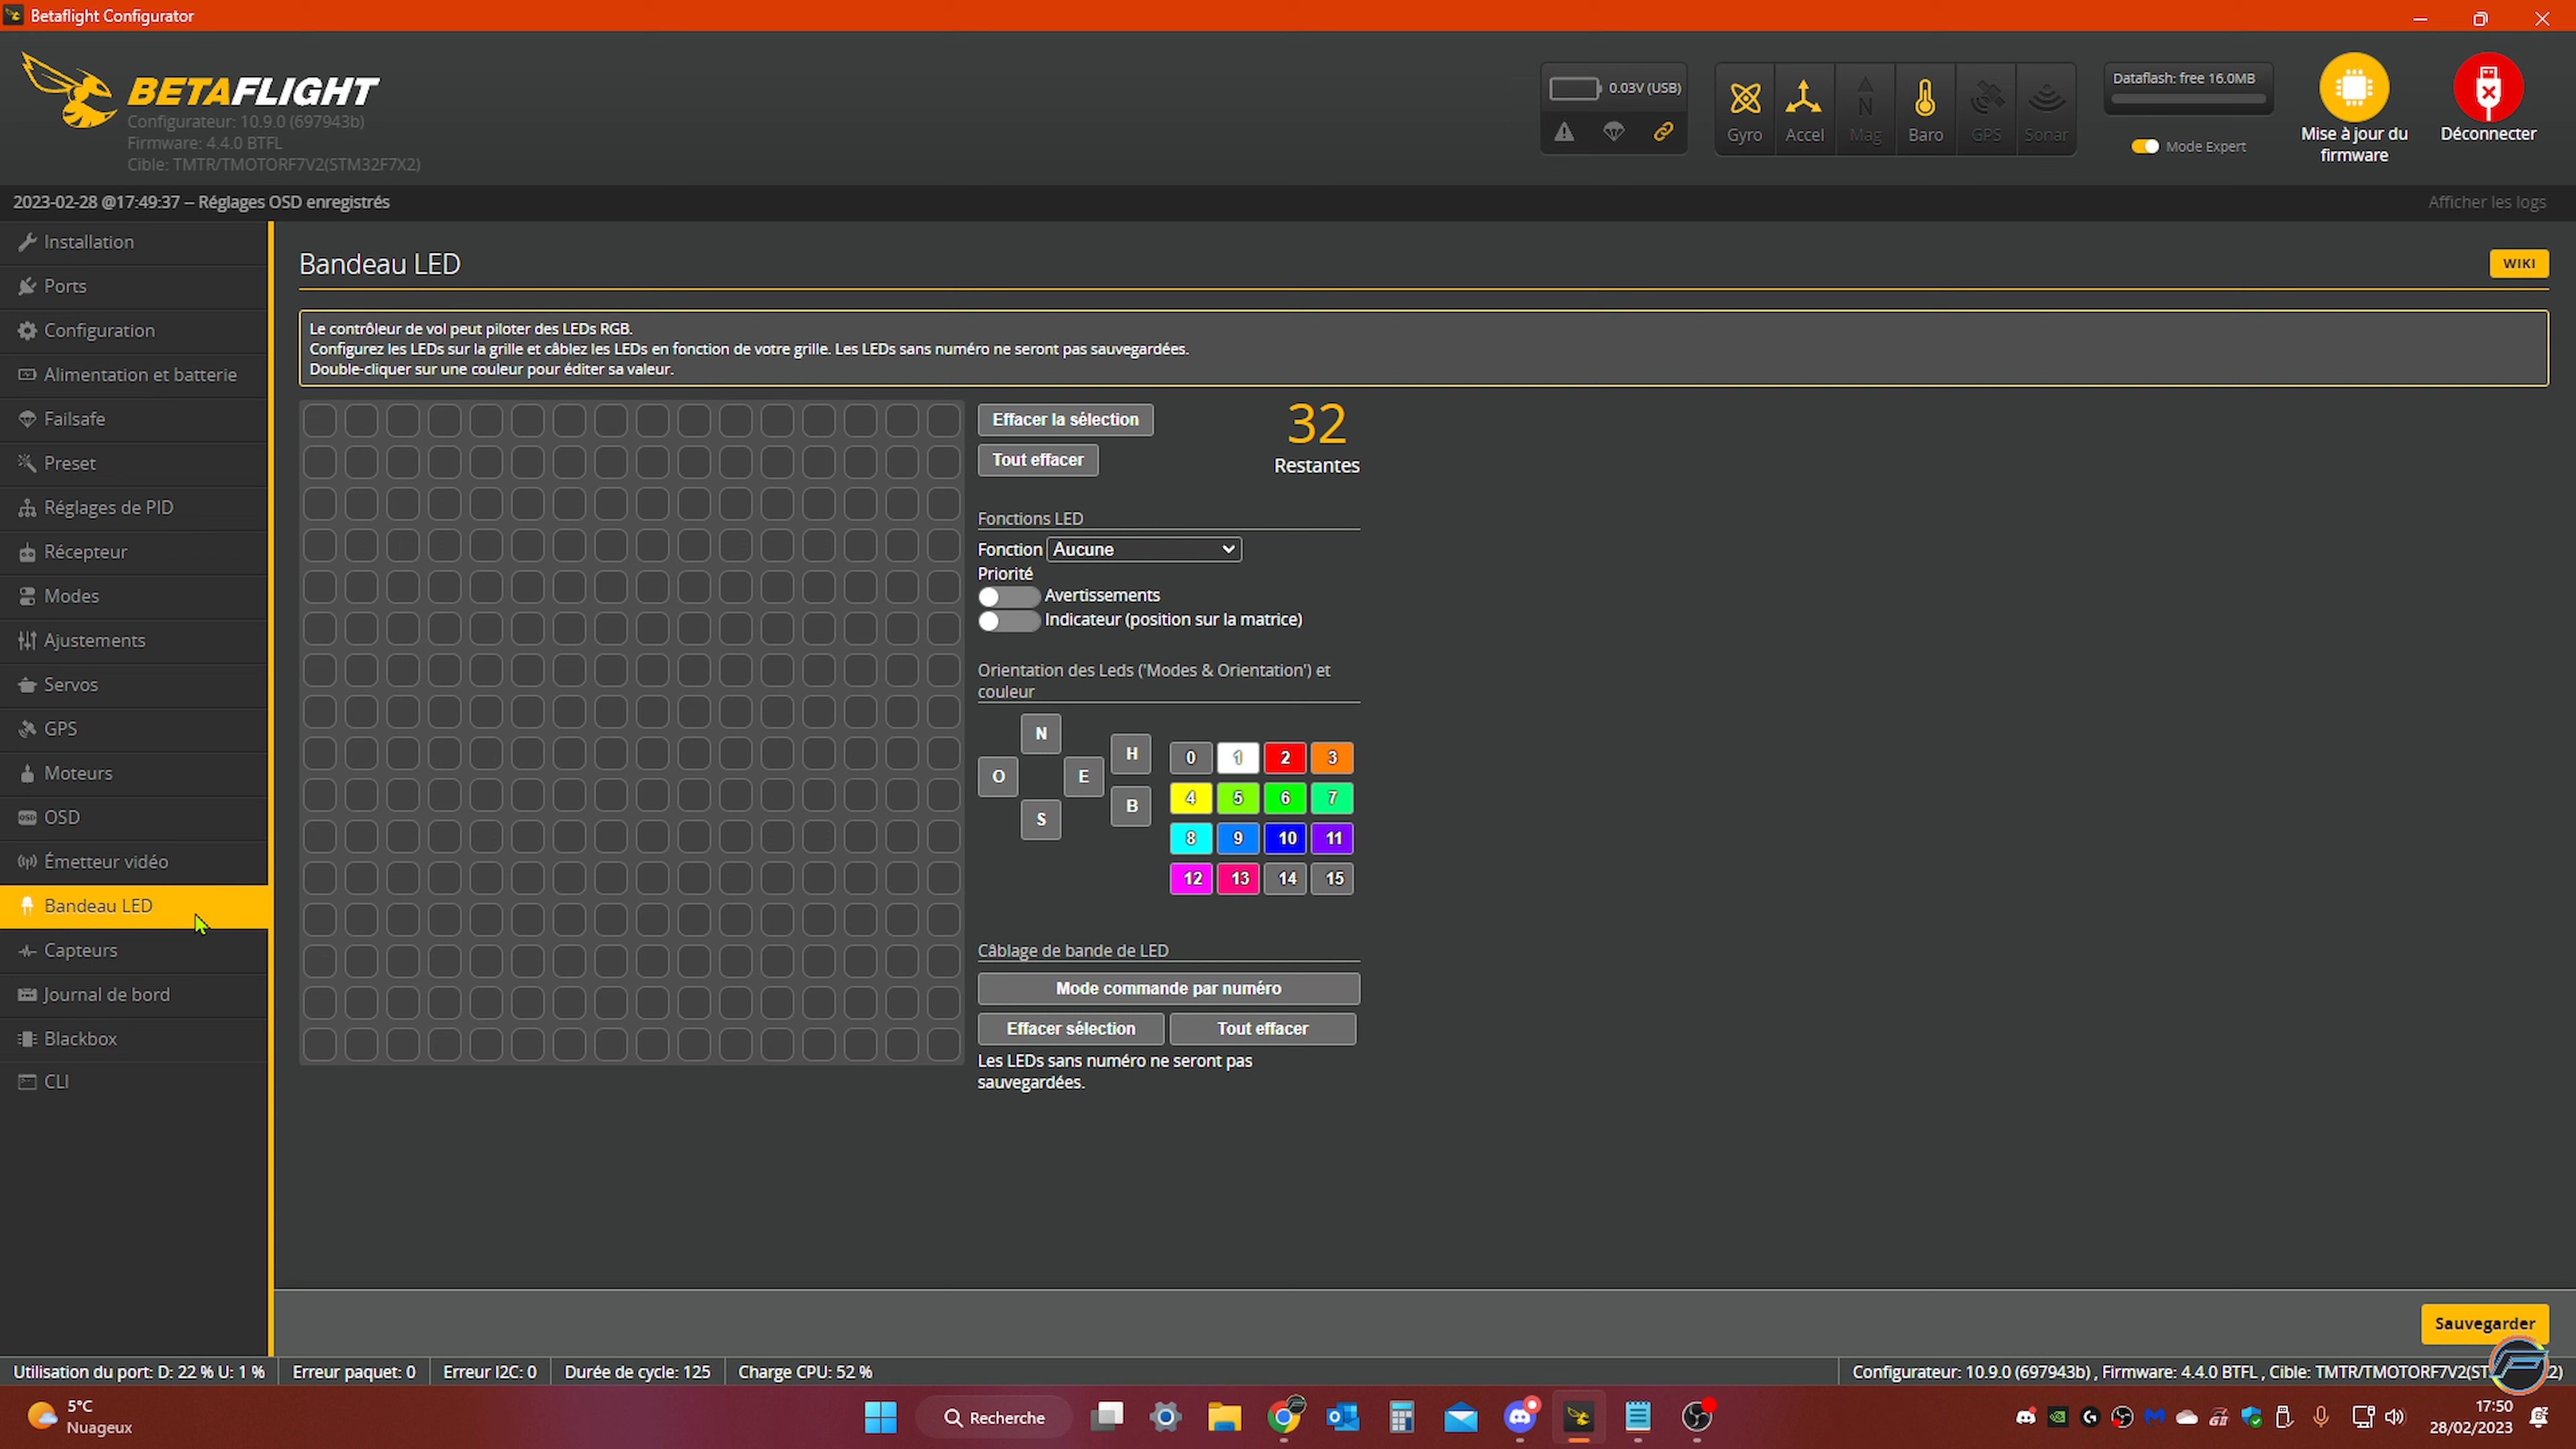 Betaflight Configurator
BETAFLIGHT
Configurateur: 10.9.0 (697943b)
Firmware: 4.4.0 BTFL
Cible: TMTR/TMOTORF7V2(STM32F7X2)
0.03V (USB)
Gyro
Accel
Mag
Baro
GPS
Sonar
Dataflash: free 16.0MB
Mode Expert
Mise à jour du
firmware
Déconnecter
2023-02-28 @17:49:37 -- Réglages OSD enregistrés
Afficher les logs
Installation
Ports
Configuration
Alimentation et batterie
Failsafe
Preset
Réglages de PID
Récepteur
Modes
Ajustements
Servos
GPS
Moteurs
OSD
OSD
Émetteur vidéo
Bandeau LED
Capteurs
Journal de bord
Blackbox
CLI
Bandeau LED
WIKI
Le contrôleur de vol peut piloter des LEDs RGB.
Configurez les LEDs sur la grille et câblez les LEDs en fonction de votre grille. Les LEDs sans numéro ne seront pas sauvegardées.
Double-cliquer sur une couleur pour éditer sa valeur.
Effacer la sélection
Tout effacer
32
Restantes
Fonctions LED
Fonction Aucune
Priorité
Avertissements
Indicateur (position sur la matrice)
Orientation des Leds ('Modes & Orientation') et
couleur
N
O E
S
H
B
0 1 2 3
4 5 6 7
8 9 10 11
12 13 14 15
Câblage de bande de LED
Mode commande par numéro
Effacer sélection Tout effacer
Les LEDs sans numéro ne seront pas
sauvegardées.
Sauvegarder
Utilisation du port: D: 22 % U: 1 % Erreur paquet: 0 Erreur I2C: 0 Durée de cycle: 125 Charge CPU: 52 %
Configurateur: 10.9.0 (697943b) , Firmware: 4.4.0 BTFL , Cible: TMTR/TMOTORF7V2(ST 2)
5°C
Nuageux
Recherche
17:50
28/02/2023